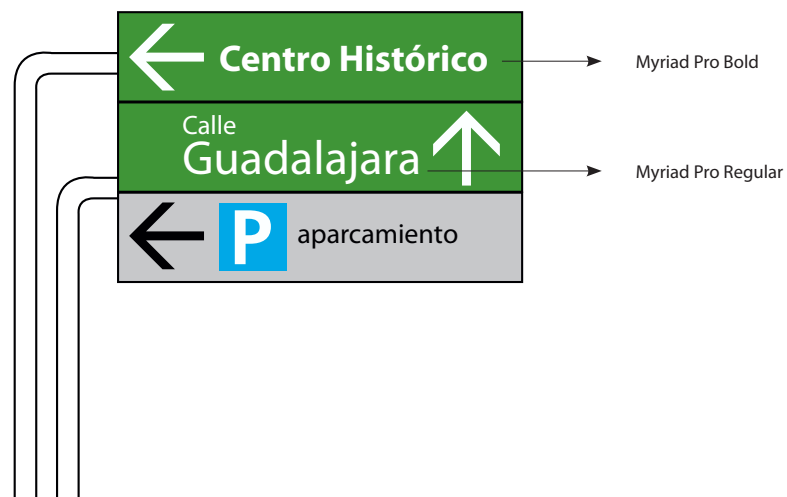 Centro Histórico
Myriad Pro Bold
Calle
Guadalajara
Myriad Pro Regular
P aparcamiento